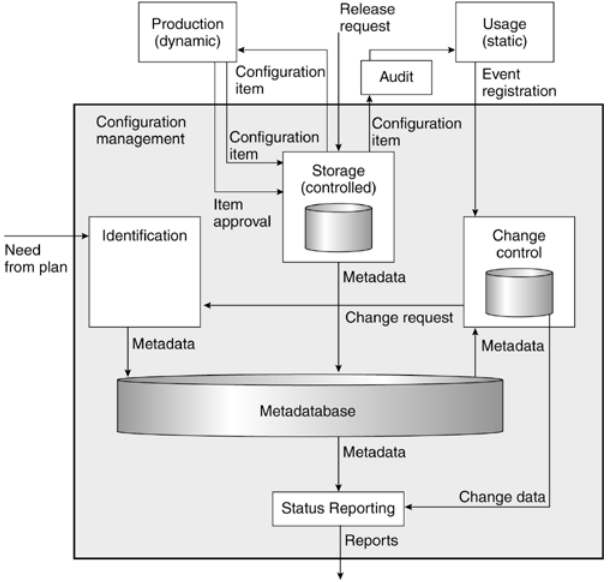 Production
(dynamic)
Release
request
Usage
(static)
Configuration
item
Audit
Event
registration
Configuration
management
Configuration
item
Configuration
item
Storage
(controlled)
Item
approval
Need
from plan
Identification
Change
control
Metadata
Change request
Metadata
Metadata
Metadatabase
Metadata
Change data
Status Reporting
Reports